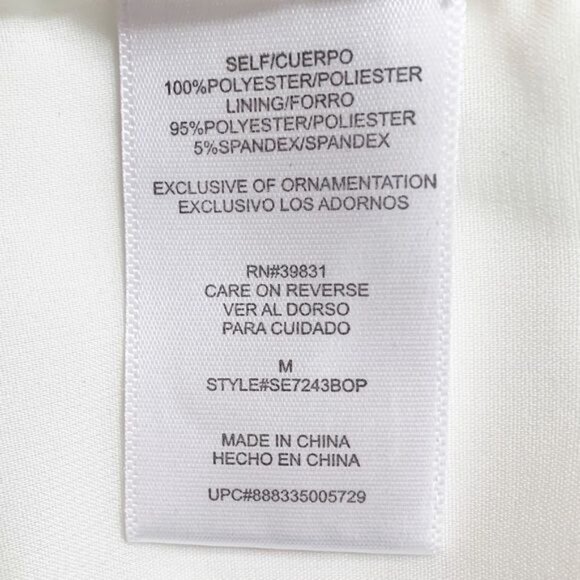 SELF/CUERPO
100%POLYESTER/POLIESTER
LINING/FORRO
95%POLYESTER/POLIESTER
5%SPANDEX/SPANDEX
EXCLUSIVE OF ORNAMENTATION
EXCLUSIVO LOS ADORNOS
RN#39831
CARE ON REVERSE
VER AL DORSO
PARA CUIDADO
M
STYLE#SE7243BOP
MADE IN CHINA
HECHO EN CHINA
UPC#888335005729